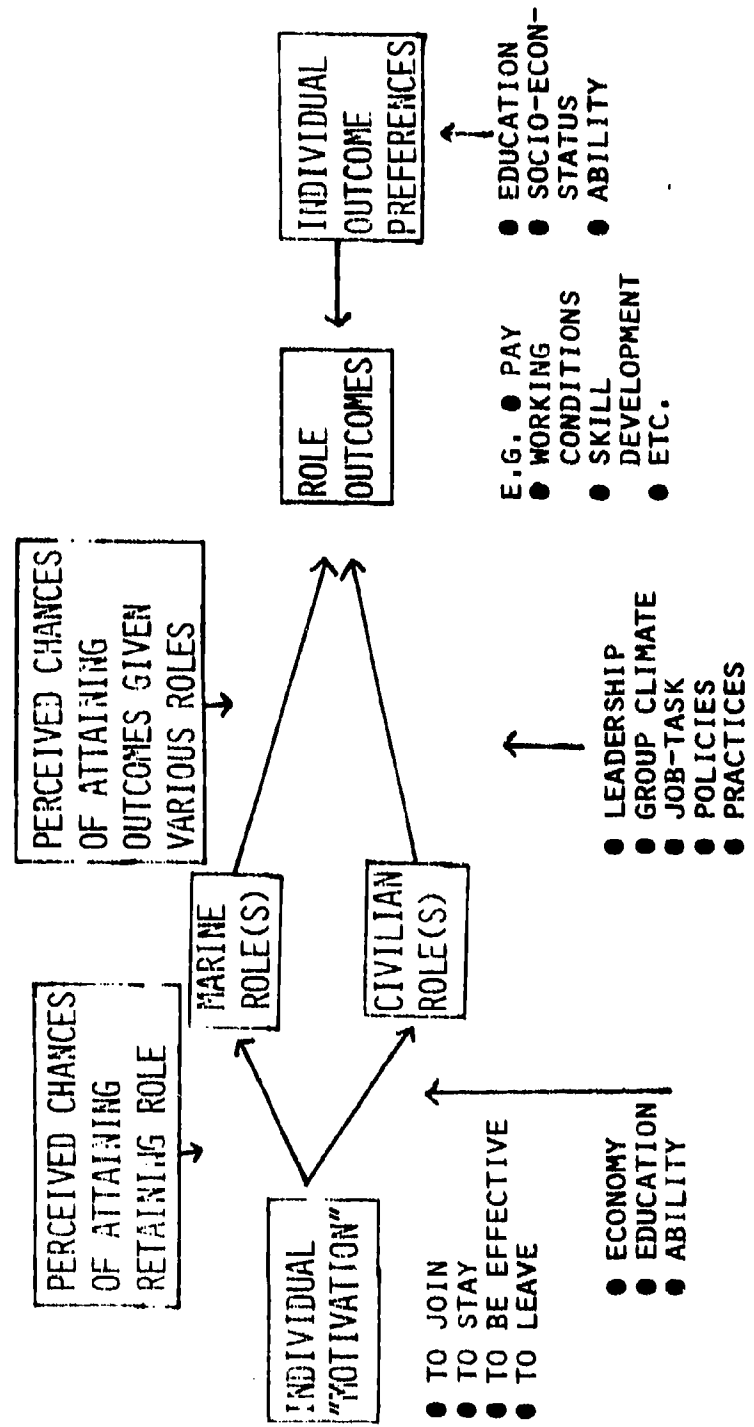 PERCEIVED CHANCES
OF ATTAINING
RETAINING ROLE
PERCEIVED CHANCES
OF ATTAINING
OUTCOMES GIVEN
VARIOUS ROLES
INDIVIDUAL
"MOTIVATION"
MARINE
ROLE(S)
CIVILIAN
ROLE(S)
ROLE
OUTCOMES
INDIVIDUAL
OUTCOME
PREFERENCES
● TO JOIN
● TO STAY
● TO BE EFFECTIVE
● TO LEAVE
● ECONOMY
● EDUCATION
● ABILITY
● LEADERSHIP
● GROUP CLIMATE
● JOB-TASK
● POLICIES
● PRACTICES
E.G. ● PAY
● WORKING
CONDITIONS
● SKILL
DEVELOPMENT
● ETC.
● EDUCATION
● SOCIO-ECON-
STATUS
● ABILITY